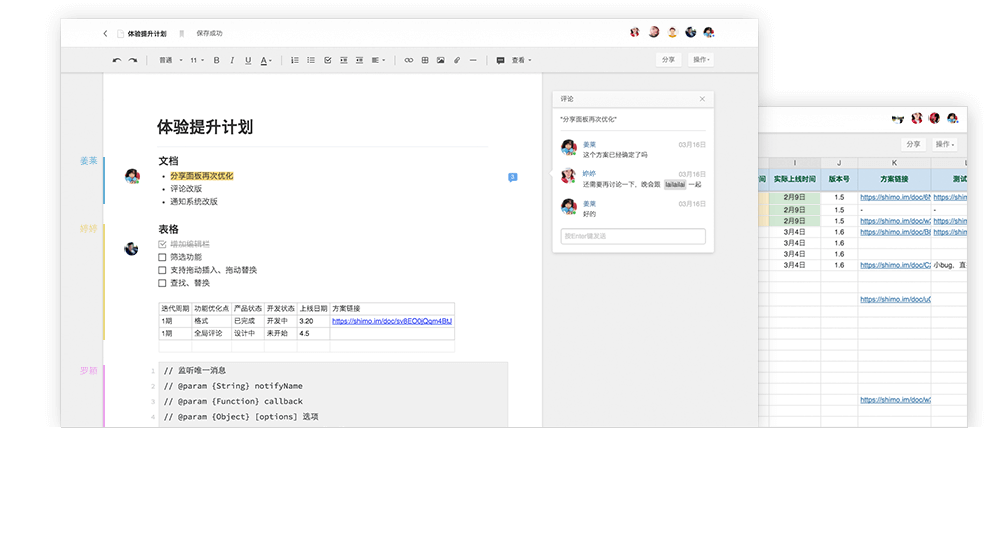 体验提升计划 保存成功
普通 11 B I U A 查看 分享 操作
体验提升计划
姜莱
文档
分享面板再次优化
3
评论改版
通知系统改版
婷婷
表格
增加编辑栏
筛选功能
支持拖动插入、拖动替换
查找、替换
迭代周期 功能优化点 产品状态 开发状态 上线日期 方案链接
1期 格式 已完成 开发中 3.20 https://shimo.im/doc/sv8EO0jQqm4BtJ
1期 全局评论 设计中 未开始 4.5
罗颖
1 // 监听唯一消息
2 // @param {String} notifyName
3 // @param {Function} callback
4 // @param {Object} [options] 选项
评论
"分享面板再次优化"
姜莱 03月16日
这个方案已经确定了吗
婷婷 03月16日
还需要再讨论一下，晚会跟 lailailai 一起
姜莱 03月16日
好的
按Enter键发送
分享 操作
I J K L
时间 实际上线时间 版本号 方案链接 测试
2月9日 1.5 https://shimo.im/doc/6N https://shim
2月9日 1.5 - -
2月9日 1.5 https://shimo.im/doc/w https://shim
3月4日 1.6 https://shimo.im/doc/B https://shim
3月4日 1.6
3月4日 1.6
3月4日 1.6 https://shimo.im/doc/C 小bug，直
https://shimo.im/doc/u
https://shimo.im/doc/w